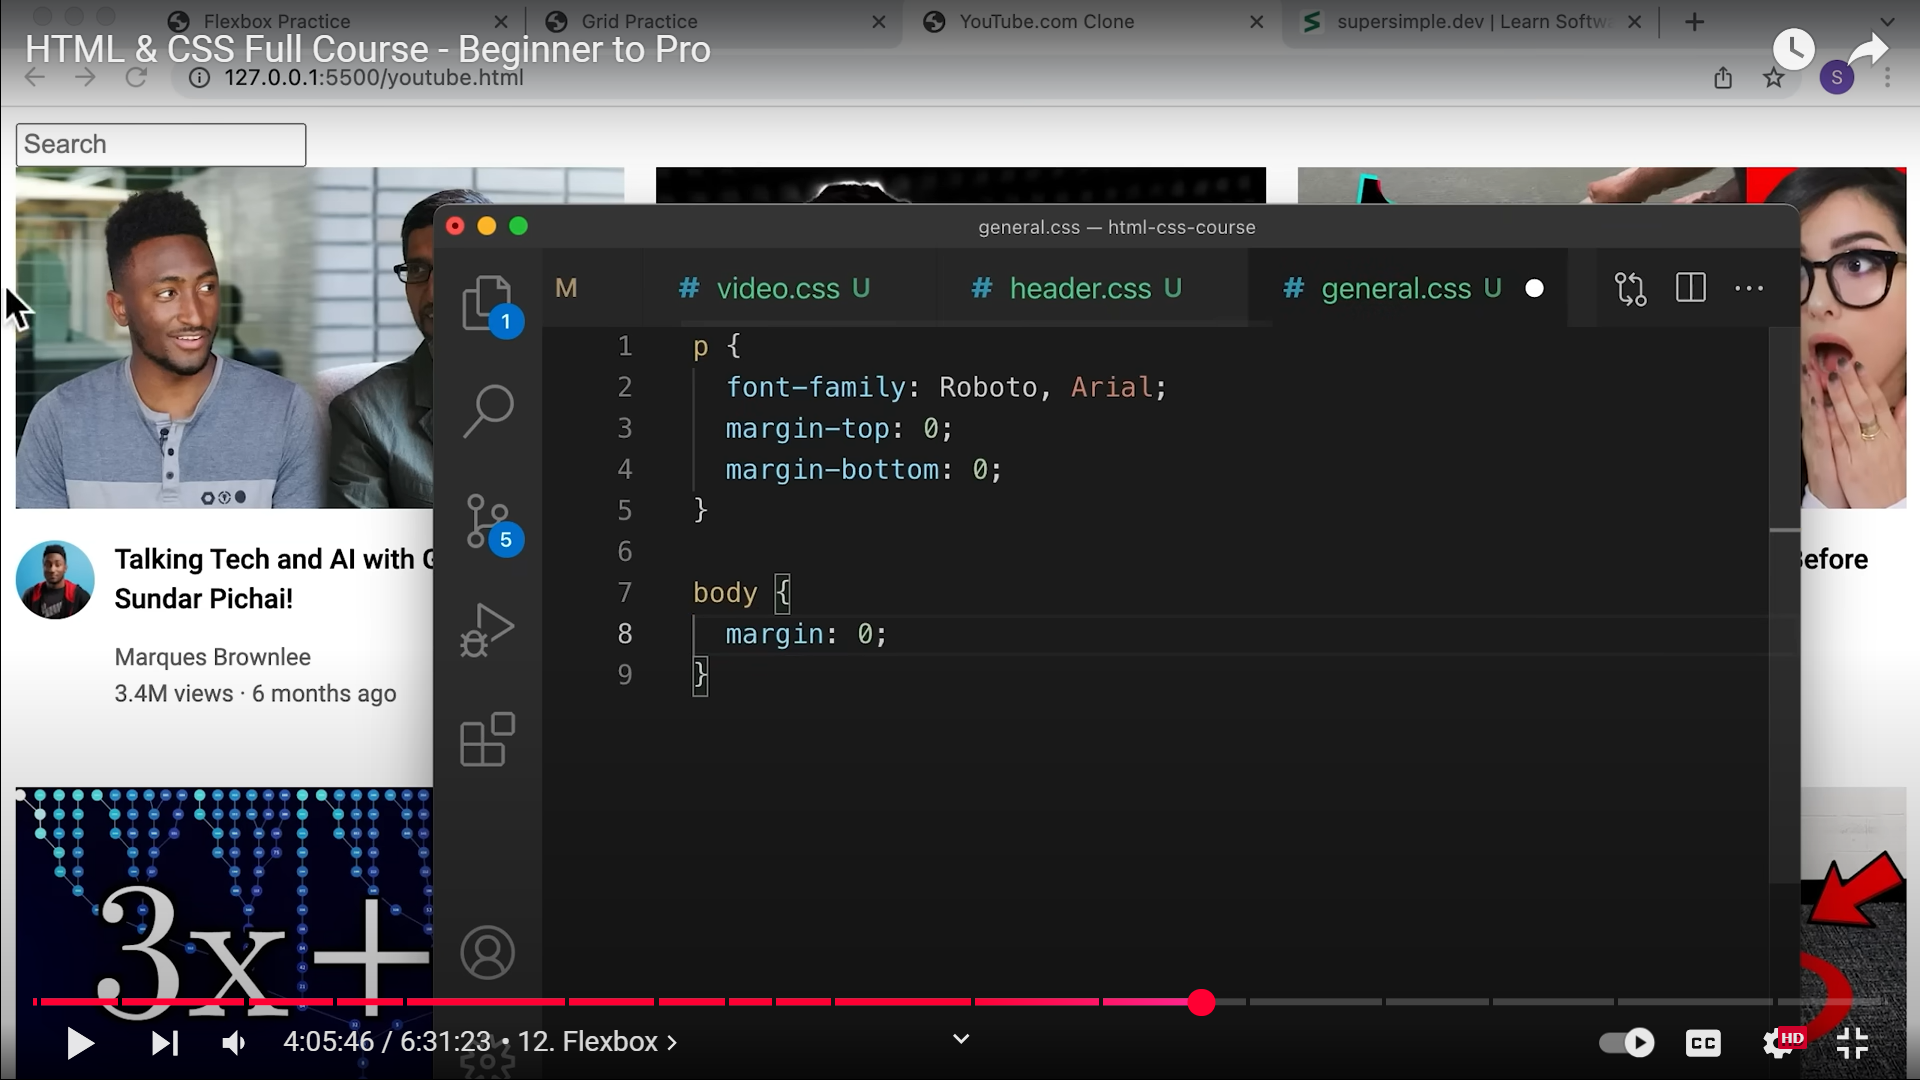 Flexbox Practice
Grid Practice
YouTube.com Clone
supersimple.dev | Learn Softw
HTML & CSS Full Course - Beginner to Pro
127.0.0.1:5500/youtube.html
S
Search
general.css — html-css-course
M
# video.css U
# header.css U
# general.css U
1
1 p {
2 font-family: Roboto, Arial;
3 margin-top: 0;
4 margin-bottom: 0;
5 }
6
7 body {
8 margin: 0;
9 }
5
Talking Tech and AI with G
Sundar Pichai!
Marques Brownlee
3.4M views · 6 months ago
Before
3x+
4:05:46 / 6:31:23 • 12. Flexbox
CC
HD